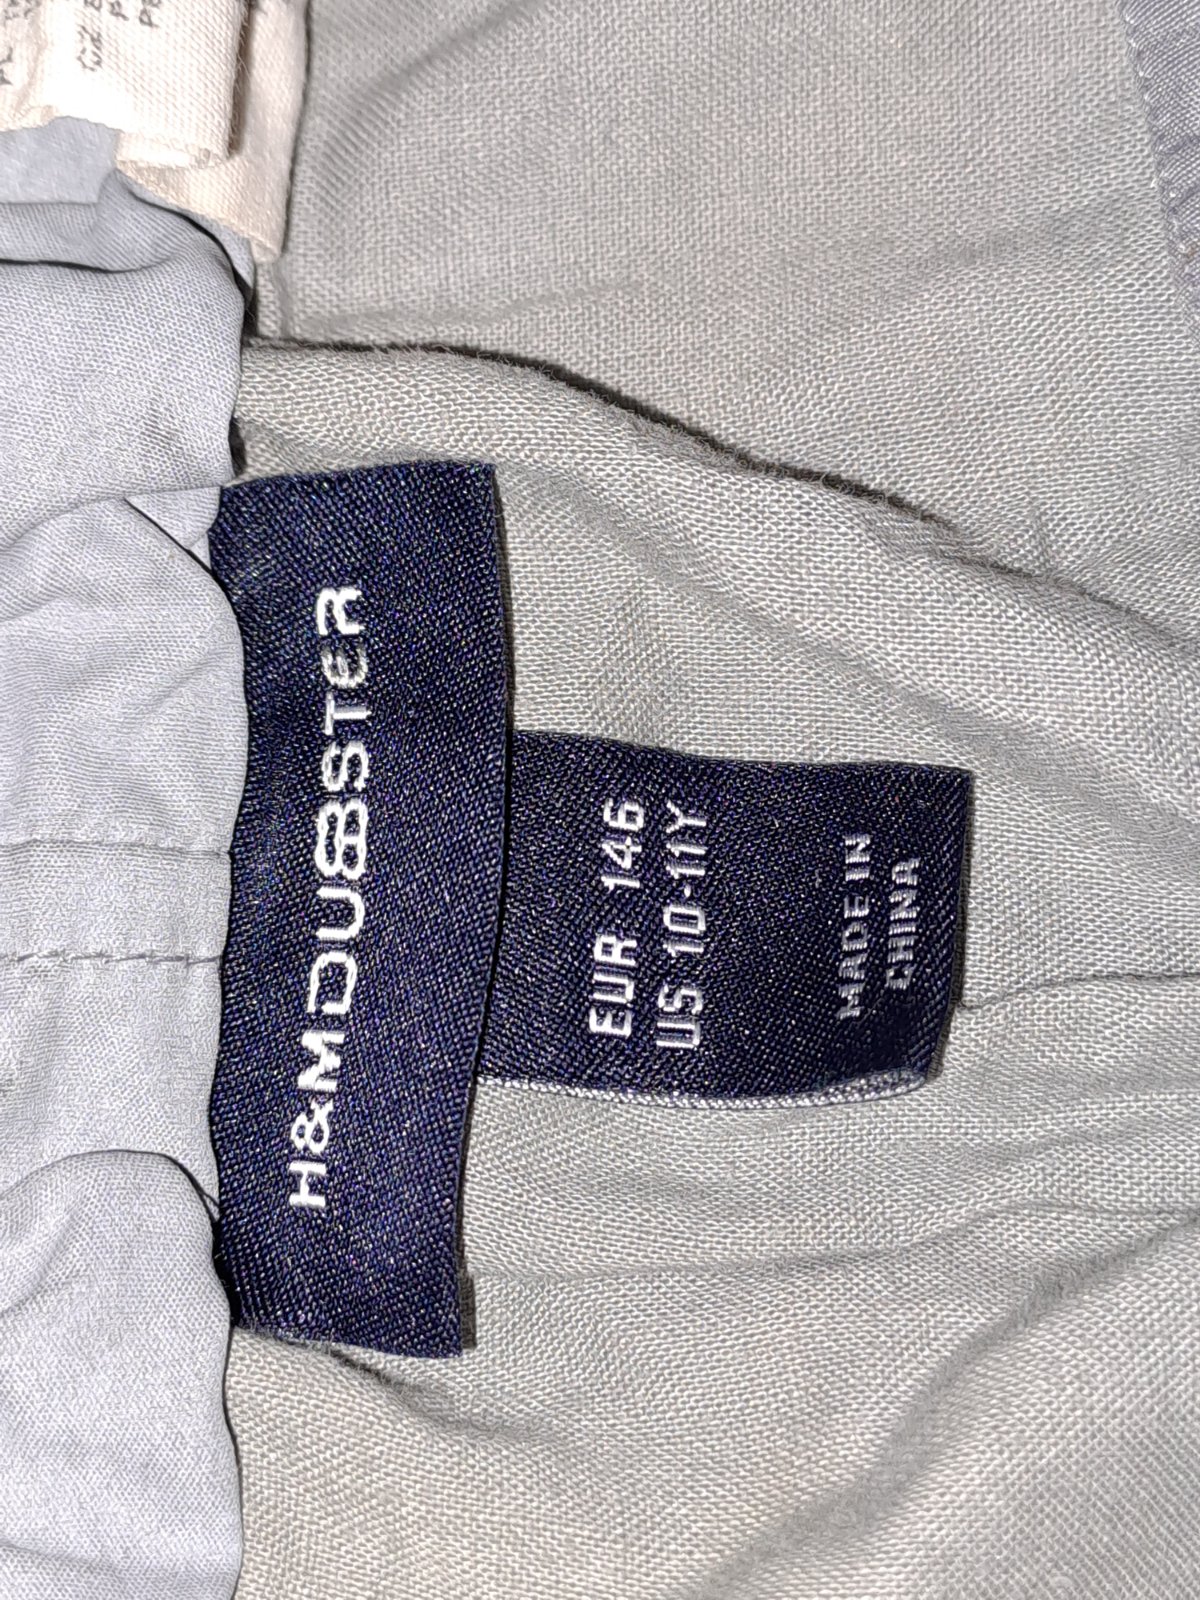 H&M DUBSTER
EUR 146
US 10-11Y
MADE IN
CHINA